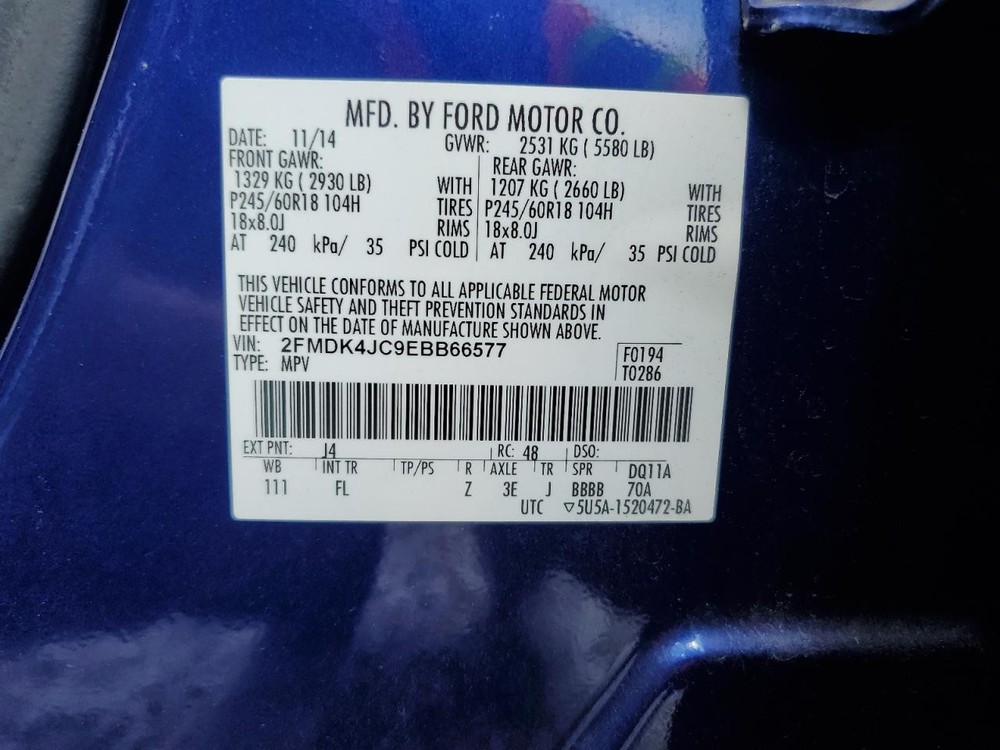 MFD. BY FORD MOTOR CO.
DATE: 11/14 GVWR: 2531 KG ( 5580 LB)
FRONT GAWR: REAR GAWR:
1329 KG ( 2930 LB) WITH 1207 KG ( 2660 LB) WITH
P245/60R18 104H TIRES P245/60R18 104H TIRES
18x8.0J RIMS 18x8.0J RIMS
AT 240 kPa/ 35 PSI COLD AT 240 kPa/ 35 PSI COLD
THIS VEHICLE CONFORMS TO ALL APPLICABLE FEDERAL MOTOR
VEHICLE SAFETY AND THEFT PREVENTION STANDARDS IN
EFFECT ON THE DATE OF MANUFACTURE SHOWN ABOVE.
VIN: 2FMDK4JC9EBB66577 F0194
TYPE: MPV T0286
EXT PNT: J4 RC: 48 DSO:
WB INT TR TP/PS R AXLE TR SPR DQ11A
111 FL Z 3E J BBBB 70A
UTC ▽5U5A-1520472-BA